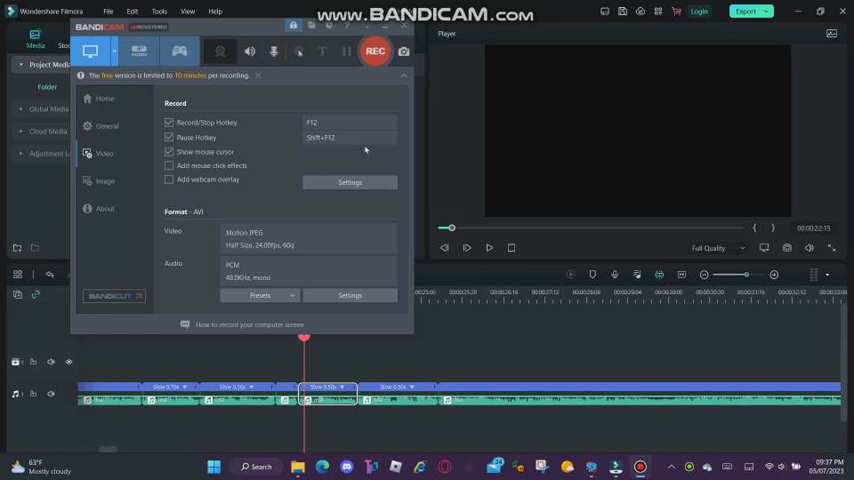 www.BANDICAM.com
Wondershare Filmora
File
Edit
Tools
View
Help
Login
Export
BANDICAM UNREGISTERED
REC
The free version is limited to 10 minutes per recording.
Media
Project Media
Folder
Global Media
Cloud Media
Player
Home
General
Video
Image
About
BANDICUT
Record
Record/Stop Hotkey F12
Pause Hotkey Shift+F12
Show mouse cursor
Add mouse click effects
Add webcam overlay
Settings
Format - AVI
Video
Motion JPEG
Half Size, 24.00fps, 60q
Audio
PCM
48.0KHz, mono
Presets
Settings
How to record your computer screen
00:00:22:15
Full Quality
Slow 0.70x
Slow 0.50x
Slow 0.50x
Slow 0.50x
63°F
Mostly cloudy
Search
09:37 PM
05/07/2023